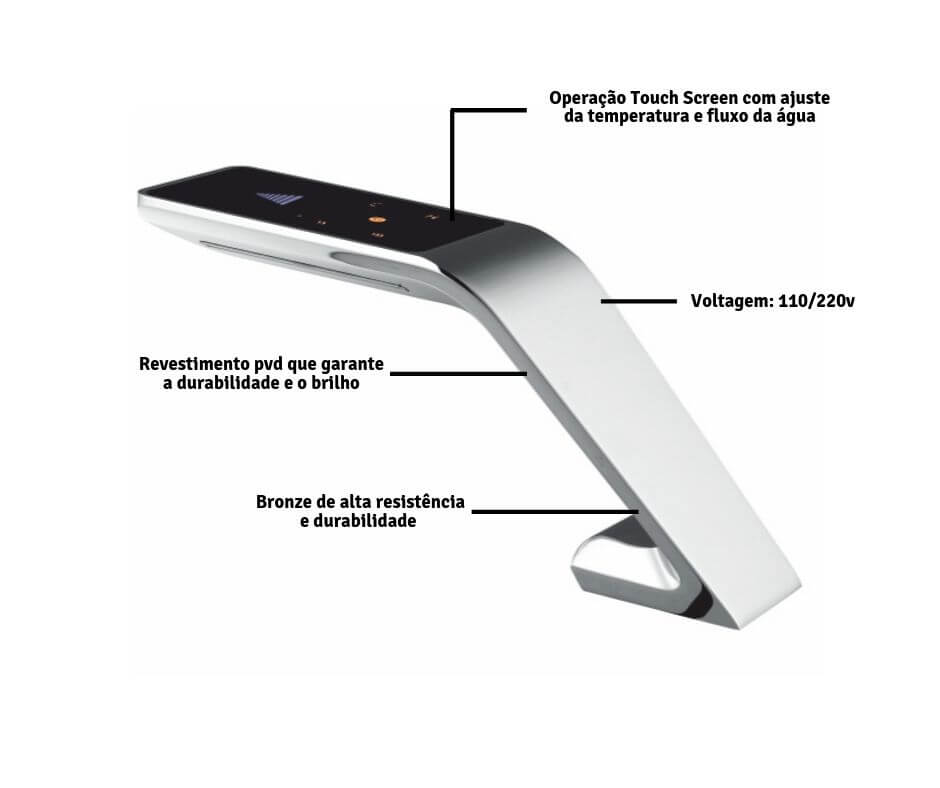 Operação Touch Screen com ajuste
da temperatura e fluxo da água
Voltagem: 110/220v
Revestimento pvd que garante
a durabilidade e o brilho
Bronze de alta resistência
e durabilidade